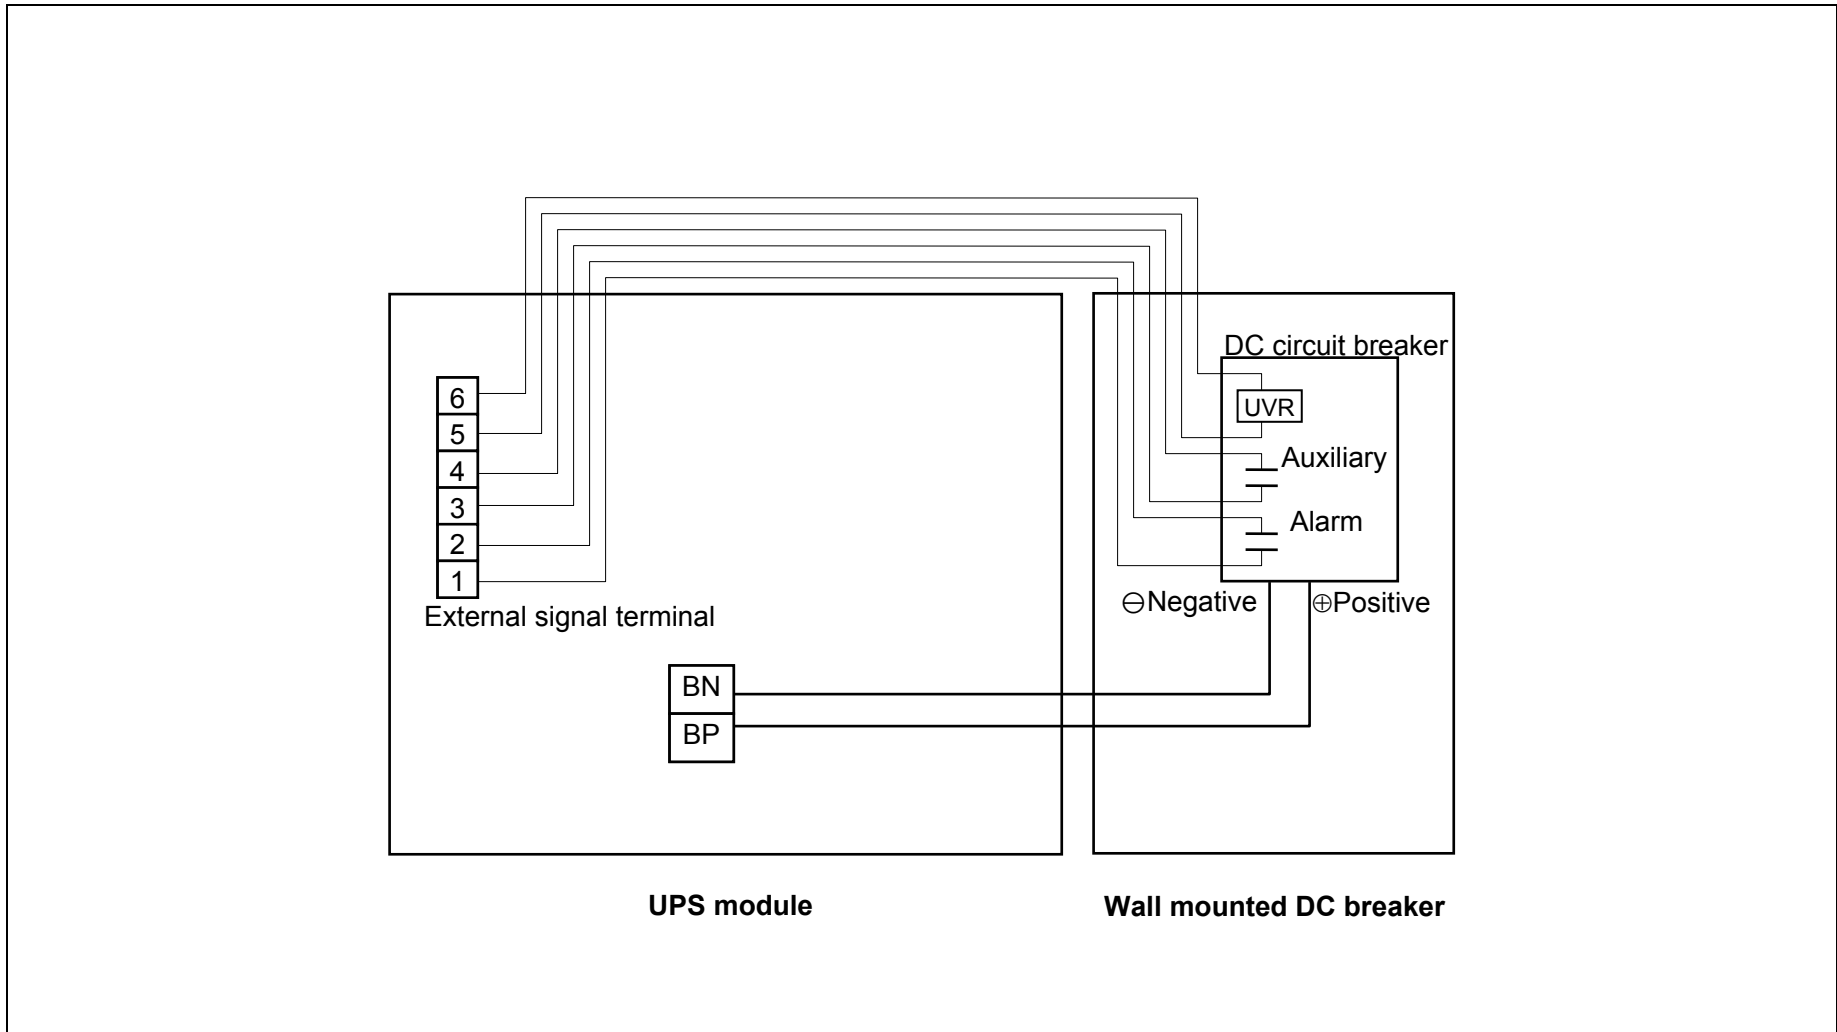 DC circuit breaker
6
UVR
5
Auxiliary
4
3
Alarm
2
1
⊖Negative
⊕Positive
External signal terminal
BN
BP
UPS module
Wall mounted DC breaker